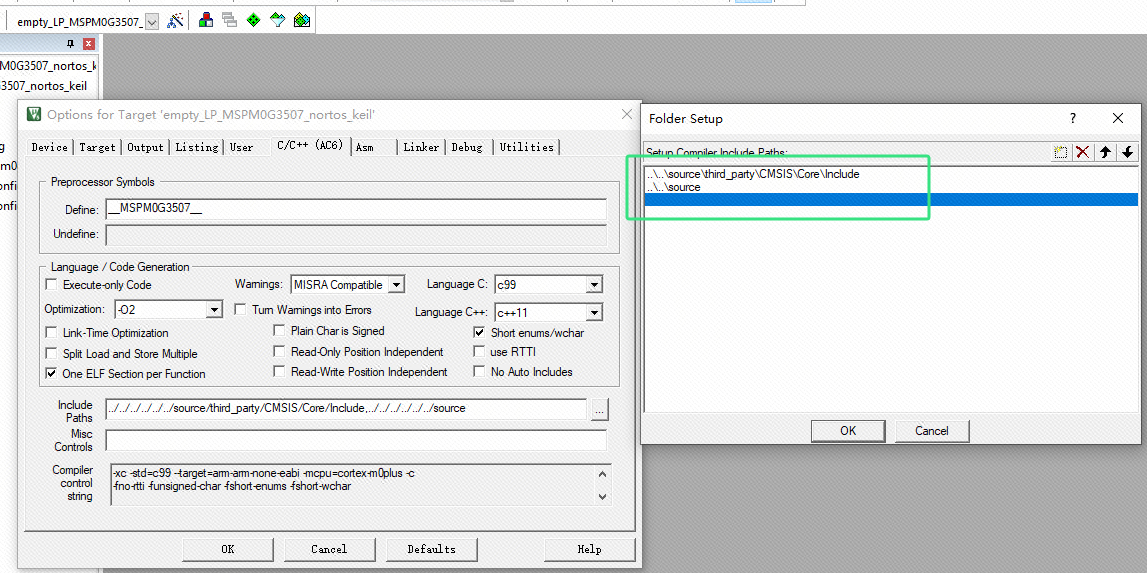 empty_LP_MSPM0G3507_
M0G3507_nortos_k
3507_nortos_keil
Options for Target 'empty_LP_MSPM0G3507_nortos_keil'
Device
Target
Output
Listing
User
C/C++ (AC6)
Asm
Linker
Debug
Utilities
Preprocessor Symbols
Define:
__MSPM0G3507__
Undefine:
Language / Code Generation
Execute-only Code
Warnings:
MISRA Compatible
Language C:
c99
Optimization:
-O2
Turn Warnings into Errors
Language C++:
c++11
Link-Time Optimization
Plain Char is Signed
Short enums/wchar
Split Load and Store Multiple
Read-Only Position Independent
use RTTI
One ELF Section per Function
Read-Write Position Independent
No Auto Includes
Include
Paths
../../../../../../source/third_party/CMSIS/Core/Include,../../../../../../source
...
Misc
Controls
Compiler
control
string
-xc -std=c99 --target=arm-arm-none-eabi -mcpu=cortex-m0plus -c
-fno-rtti -funsigned-char -fshort-enums -fshort-wchar
OK
Cancel
Defaults
Help
Folder Setup
?
Setup Compiler Include Paths:
..\..\source\third_party\CMSIS\Core\Include
..\..\source
OK
Cancel